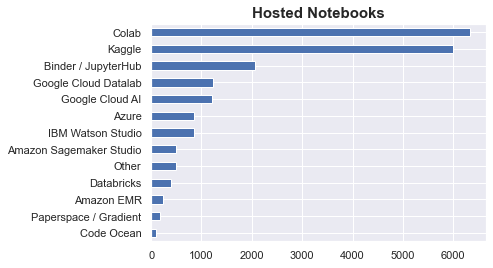 Hosted Notebooks
Colab
Kaggle
Binder / JupyterHub
Google Cloud Datalab
Google Cloud AI
Azure
IBM Watson Studio
Amazon Sagemaker Studio
Other
Databricks
Amazon EMR
Paperspace / Gradient
Code Ocean
0 1000 2000 3000 4000 5000 6000